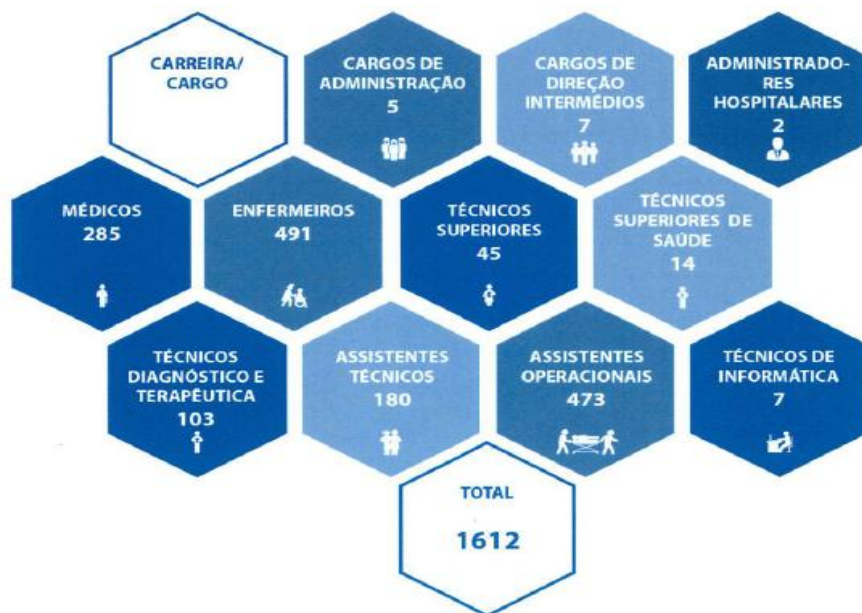 CARREIRA/
CARGO
CARGOS DE
ADMINISTRAÇÃO
5
CARGOS DE
DIREÇÃO
INTERMÉDIOS
7
ADMINISTRADO-
RES
HOSPITALARES
2
MÉDICOS
285
ENFERMEIROS
491
TÉCNICOS
SUPERIORES
45
TÉCNICOS
SUPERIORES DE
SAÚDE
14
TÉCNICOS
DIAGNÓSTICO E
TERAPÊUTICA
103
ASSISTENTES
TÉCNICOS
180
ASSISTENTES
OPERACIONAIS
473
TÉCNICOS DE
INFORMÁTICA
7
TOTAL
1612